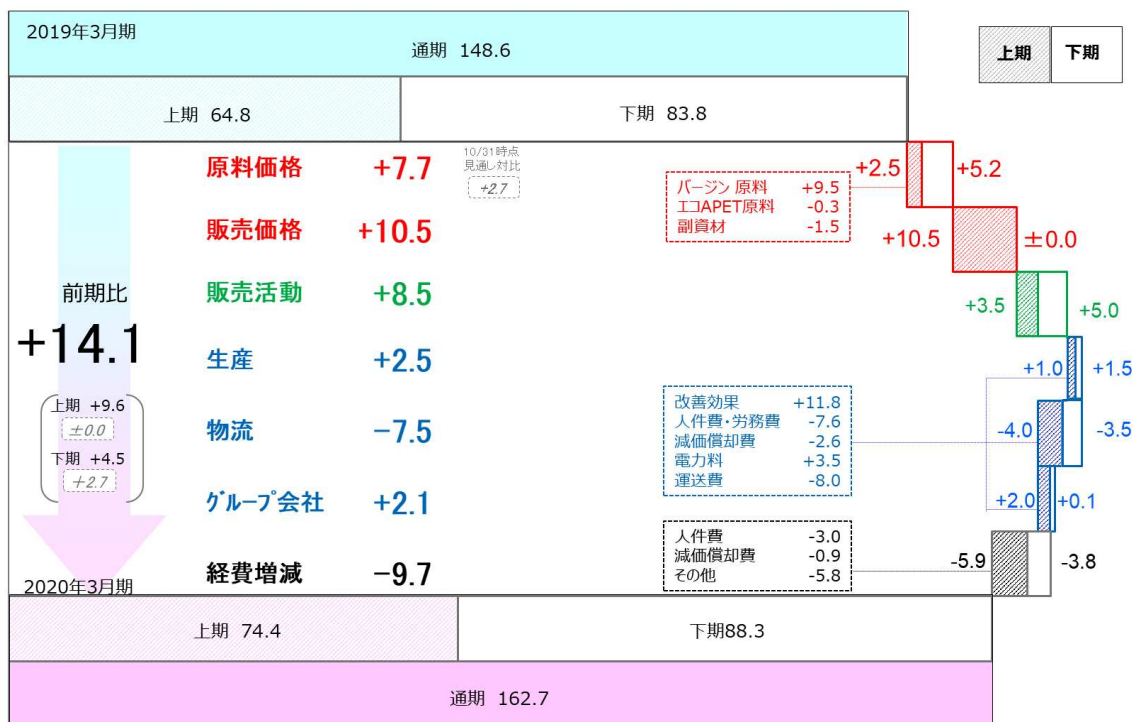 2019年3月期
通期 148.6
上期
下期
上期 64.8
下期 83.8
原料価格 +7.7
10/31時点
見通し対比
+2.7
バージン 原料 +9.5
エコAPET原料 -0.3
副資材 -1.5
+2.5
+5.2
販売価格 +10.5
+10.5
±0.0
販売活動 +8.5
+3.5
+5.0
前期比
+14.1
上期 +9.6
±0.0
下期 +4.5
+2.7
生産 +2.5
+1.0
+1.5
改善効果 +11.8
人件費・労務費 -7.6
減価償却費 -2.6
電力料 +3.5
運送費 -8.0
物流 −7.5
-4.0
-3.5
グループ会社 +2.1
+2.0
+0.1
経費増減 −9.7
人件費 -3.0
減価償却費 -0.9
その他 -5.8
-5.9
-3.8
2020年3月期
上期 74.4
下期88.3
通期 162.7